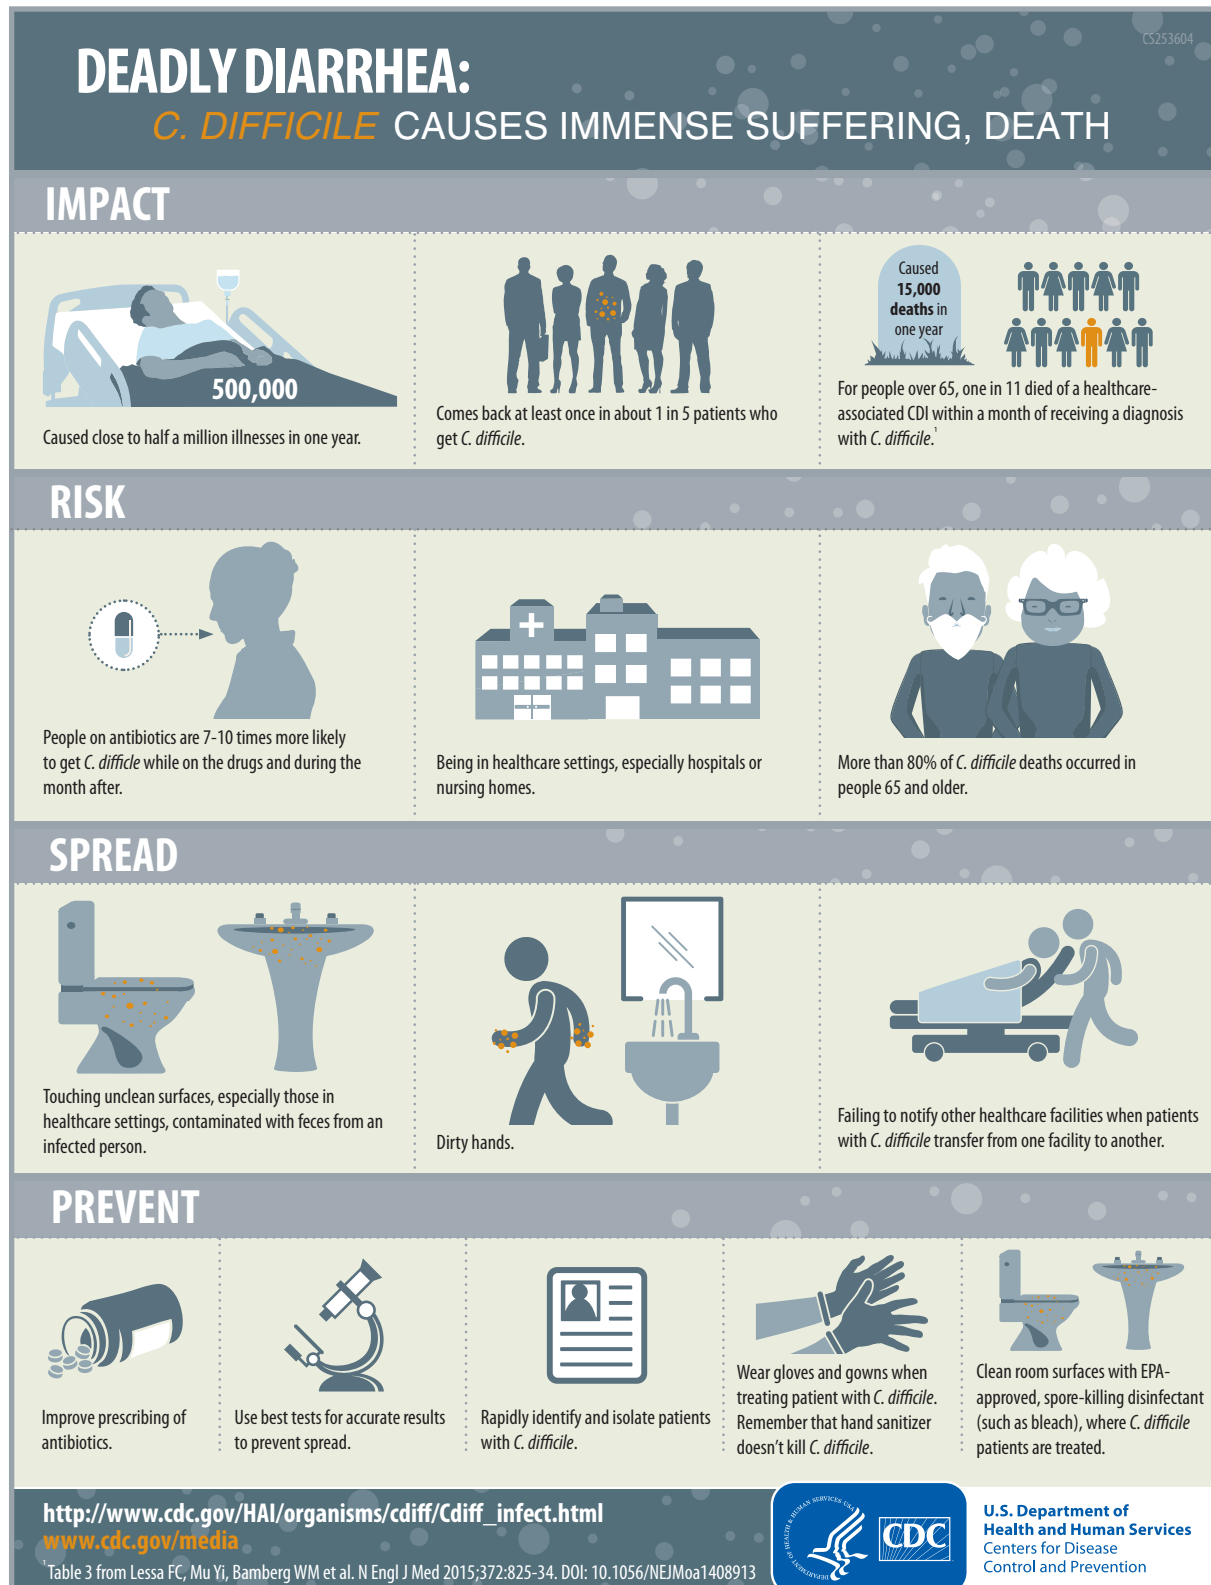 CS253604
DEADLY DIARRHEA:
C. DIFFICILE CAUSES IMMENSE SUFFERING, DEATH
IMPACT
500,000
Caused close to half a million illnesses in one year.
Comes back at least once in about 1 in 5 patients who
get C. difficile.
Caused
15,000
deaths in
one year
For people over 65, one in 11 died of a healthcare-
associated CDI within a month of receiving a diagnosis
with C. difficile.¹
RISK
People on antibiotics are 7-10 times more likely
to get C. difficle while on the drugs and during the
month after.
Being in healthcare settings, especially hospitals or
nursing homes.
More than 80% of C. difficile deaths occurred in
people 65 and older.
SPREAD
Touching unclean surfaces, especially those in
healthcare settings, contaminated with feces from an
infected person.
Dirty hands.
Failing to notify other healthcare facilities when patients
with C. difficile transfer from one facility to another.
PREVENT
Improve prescribing of
antibiotics.
Use best tests for accurate results
to prevent spread.
Rapidly identify and isolate patients
with C. difficile.
Wear gloves and gowns when
treating patient with C. difficile.
Remember that hand sanitizer
doesn't kill C. difficile.
Clean room surfaces with EPA-
approved, spore-killing disinfectant
(such as bleach), where C. difficile
patients are treated.
http://www.cdc.gov/HAI/organisms/cdiff/Cdiff_infect.html
www.cdc.gov/media
¹Table 3 from Lessa FC, Mu Yi, Bamberg WM et al. N Engl J Med 2015;372:825-34. DOI: 10.1056/NEJMoa1408913
DEPARTMENT OF HEALTH & HUMAN SERVICES·USA
CDC
U.S. Department of
Health and Human Services
Centers for Disease
Control and Prevention